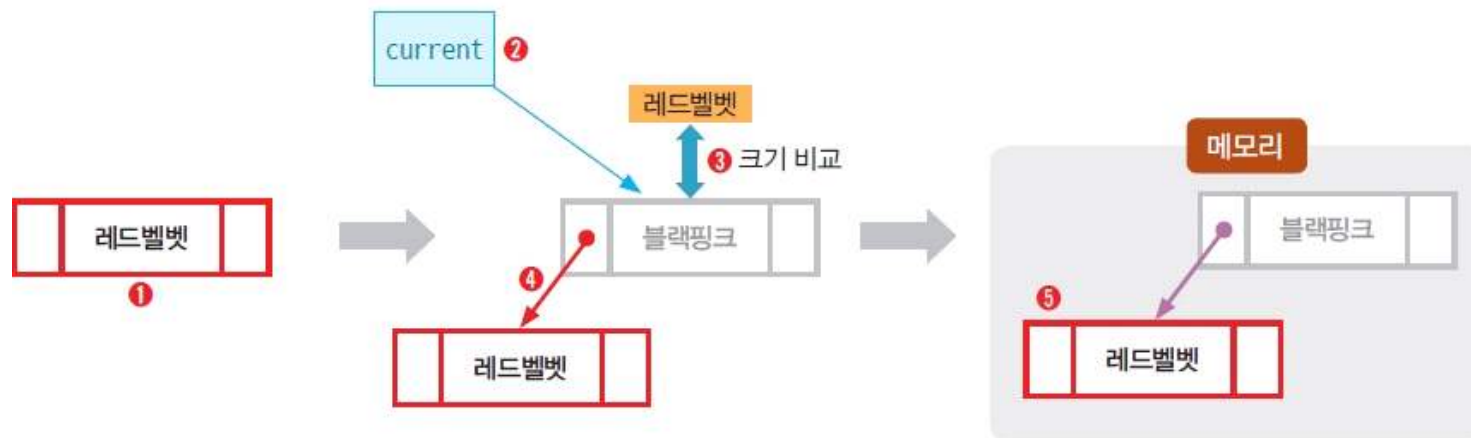 current ❷
레드벨벳
❸ 크기 비교
메모리
레드벨벳
블랙핑크
블랙핑크
❶
❹
❺
레드벨벳
레드벨벳